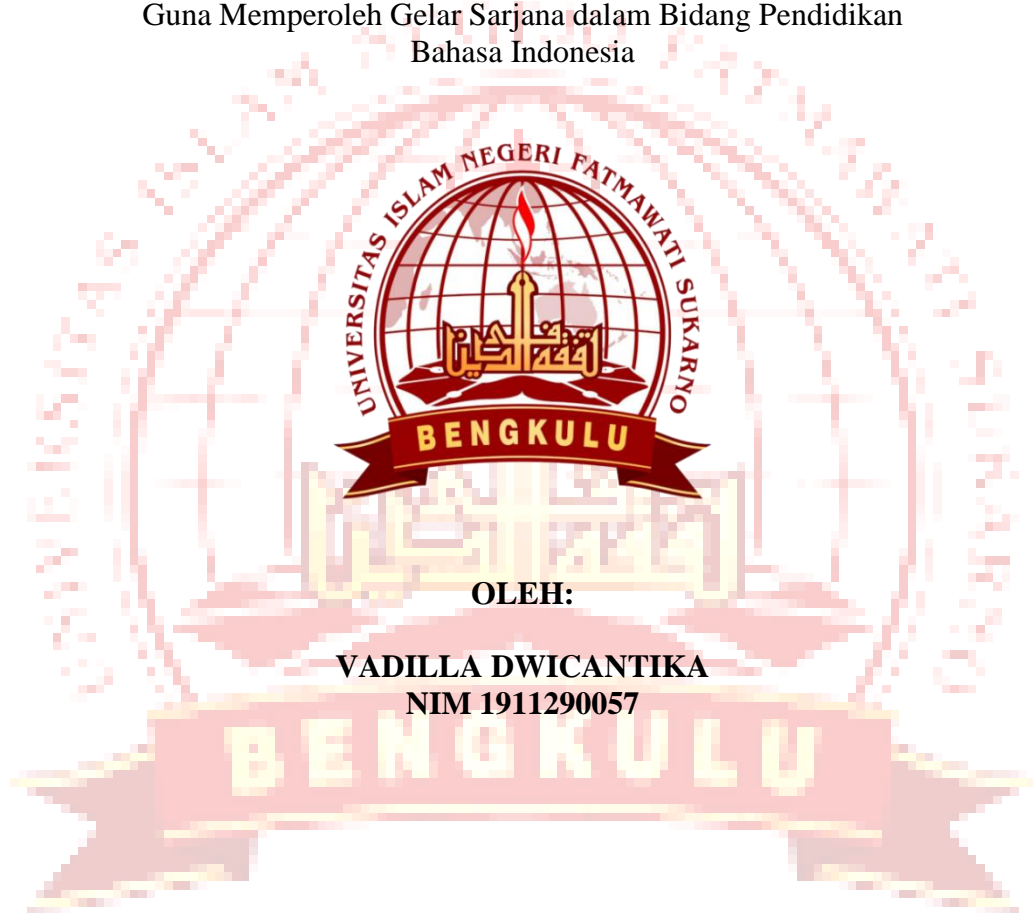 Guna Memperoleh Gelar Sarjana dalam Bidang Pendidikan
Bahasa Indonesia
UNIVERSITAS ISLAM NEGERI FATMAWATI SUKARNO
BENGKULU
OLEH:
VADILLA DWICANTIKA
NIM 1911290057
BENGKULU